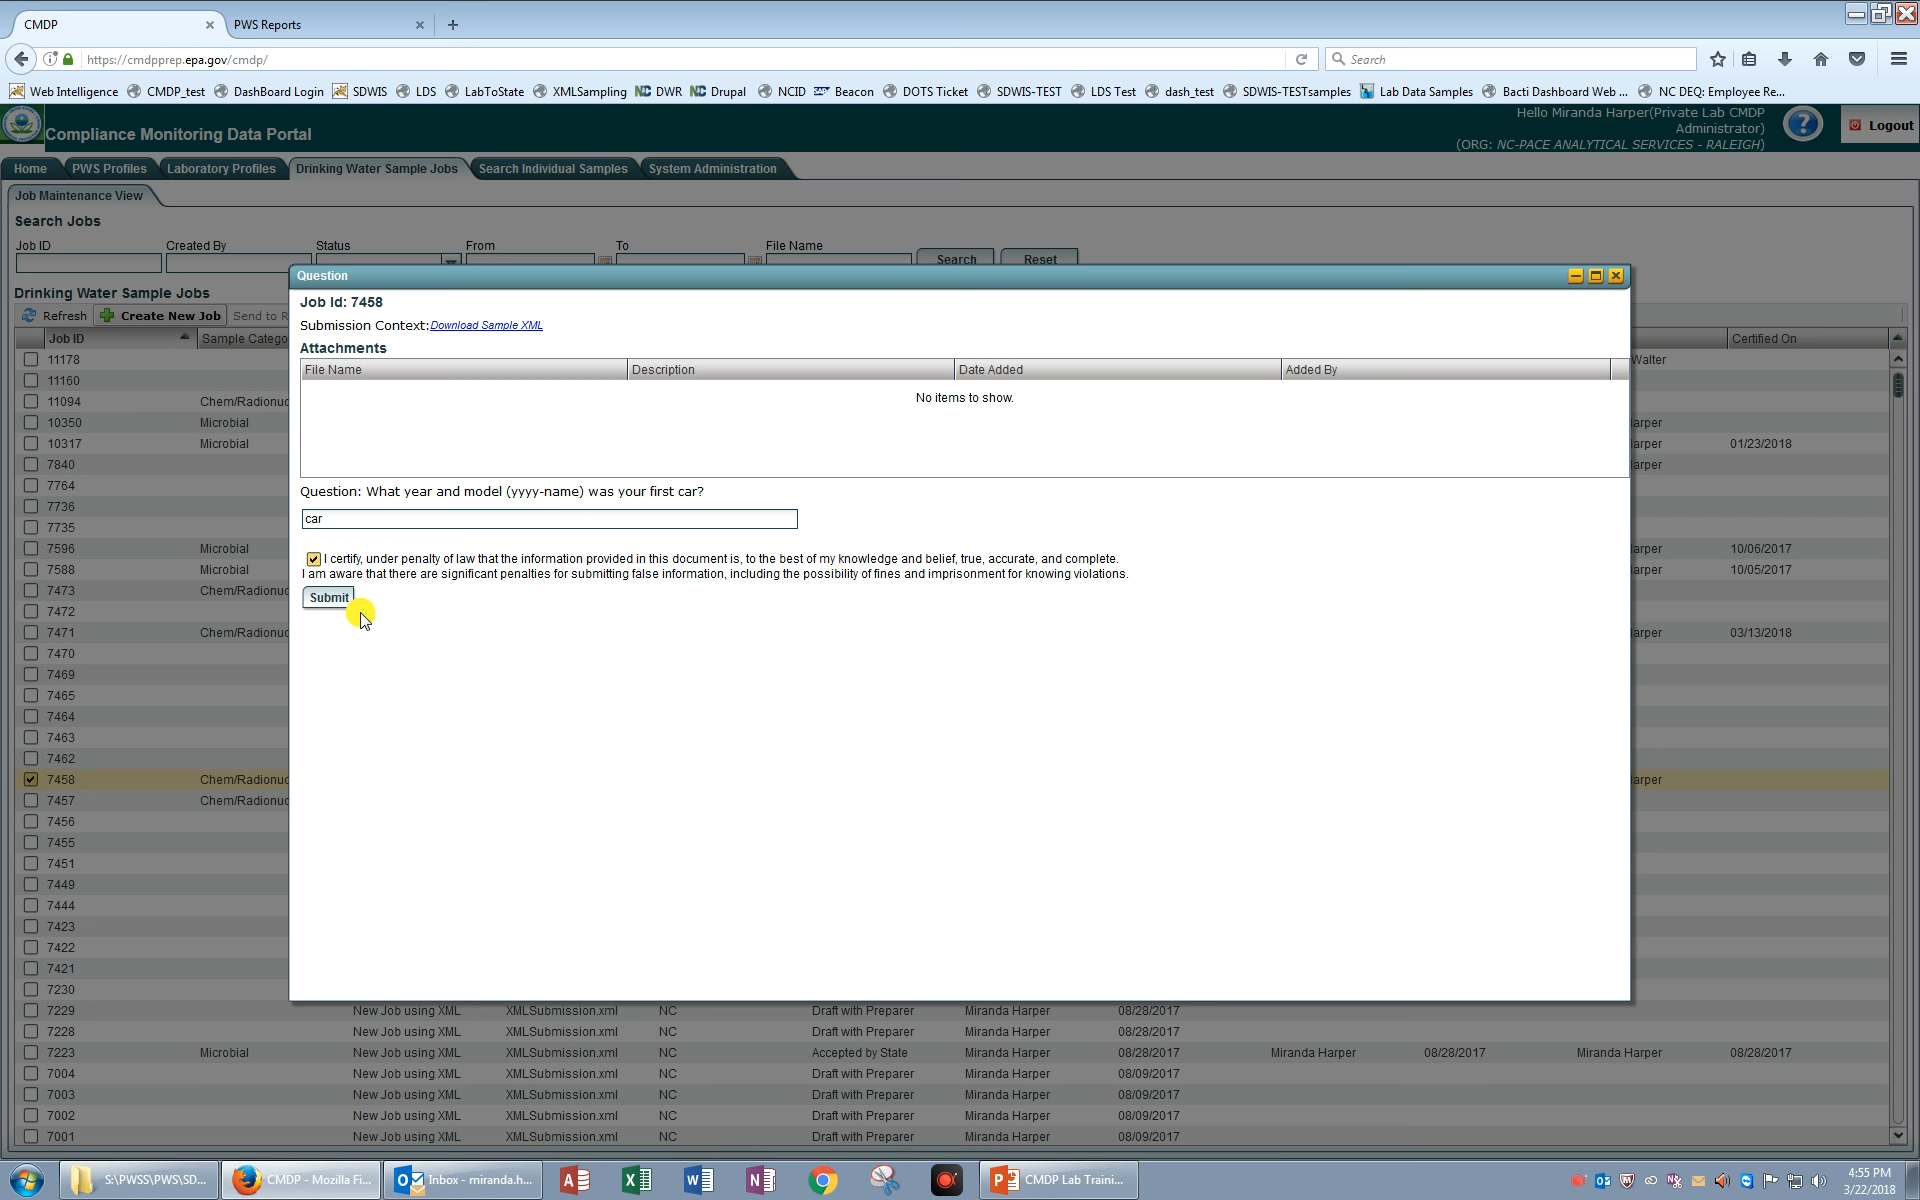 CMDP
PWS Reports
https://cmdpprep.epa.gov/cmdp/
Search
Web Intelligence CMDP_test DashBoard Login SDWIS LDS LabToState XMLSampling DWR Drupal NCID Beacon DOTS Ticket SDWIS-TEST LDS Test dash_test SDWIS-TESTsamples Lab Data Samples Bacti Dashboard Web ... NC DEQ: Employee Re...
Compliance Monitoring Data Portal
Hello Miranda Harper(Private Lab CMDP
Administrator)
(ORG: NC-PACE ANALYTICAL SERVICES - RALEIGH)
Logout
Home PWS Profiles Laboratory Profiles Drinking Water Sample Jobs Search Individual Samples System Administration
Job Maintenance View
Search Jobs
Job ID Created By Status From To File Name
Search Reset
Drinking Water Sample Jobs
Refresh Create New Job Send to R
Job ID Sample Catego Certified On
Question
Job Id: 7458
Submission Context:Download Sample XML
Attachments
File Name Description Date Added Added By
No items to show.
Question: What year and model (yyyy-name) was your first car?
car
I certify, under penalty of law that the information provided in this document is, to the best of my knowledge and belief, true, accurate, and complete.
I am aware that there are significant penalties for submitting false information, including the possibility of fines and imprisonment for knowing violations.
Submit
11178 Walter
11160
11094 Chem/Radionuc
10350 Microbial arper
10317 Microbial arper 01/23/2018
7840 arper
7764
7736
7735
7596 Microbial arper 10/06/2017
7588 Microbial arper 10/05/2017
7473 Chem/Radionuc
7472
7471 Chem/Radionuc arper 03/13/2018
7470
7469
7465
7464
7463
7462
7458 Chem/Radionuc arper
7457 Chem/Radionuc
7456
7455
7451
7449
7444
7423
7422
7421
7230
7229 New Job using XML XMLSubmission.xml NC Draft with Preparer Miranda Harper 08/28/2017
7228 New Job using XML XMLSubmission.xml NC Draft with Preparer Miranda Harper 08/28/2017
7223 Microbial New Job using XML XMLSubmission.xml NC Accepted by State Miranda Harper 08/28/2017 Miranda Harper 08/28/2017 Miranda Harper 08/28/2017
7004 New Job using XML XMLSubmission.xml NC Draft with Preparer Miranda Harper 08/09/2017
7003 New Job using XML XMLSubmission.xml NC Draft with Preparer Miranda Harper 08/09/2017
7002 New Job using XML XMLSubmission.xml NC Draft with Preparer Miranda Harper 08/09/2017
7001 New Job using XML XMLSubmission.xml NC Draft with Preparer Miranda Harper 08/09/2017
S:\PWSS\PWS\SD... CMDP - Mozilla Fi... Inbox - miranda.h... CMDP Lab Traini...
4:55 PM
3/22/2018